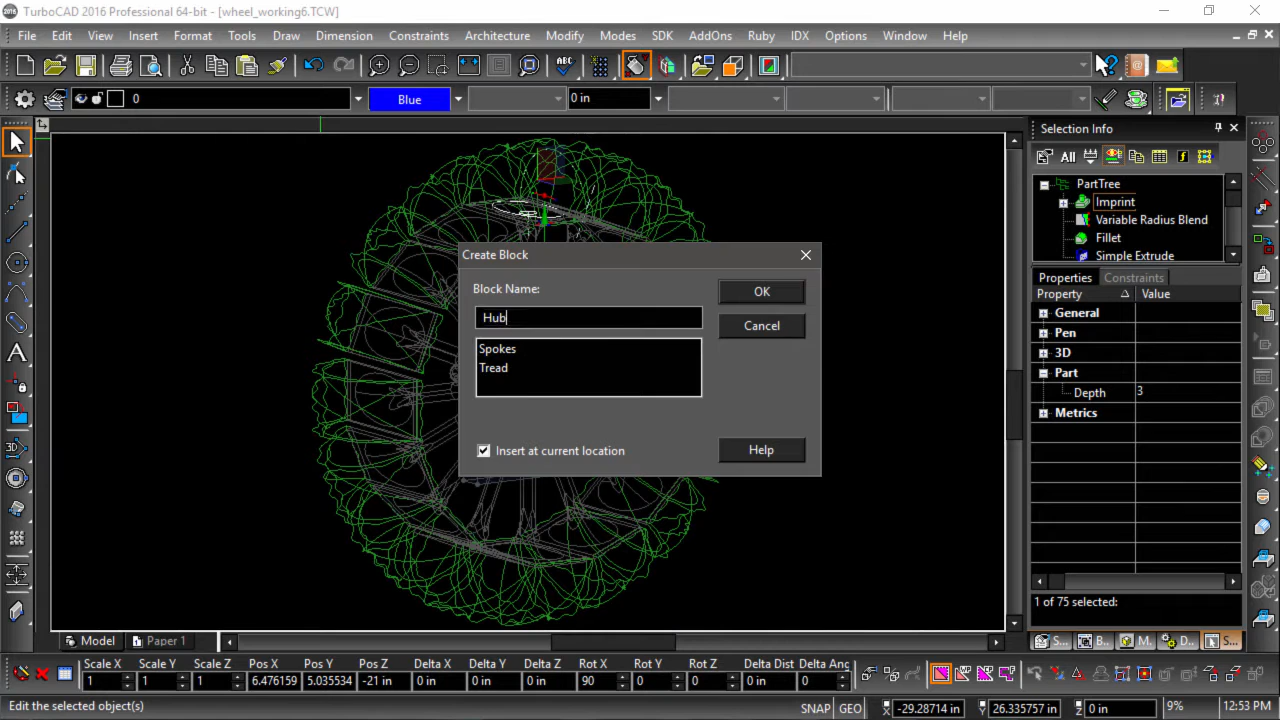 TurboCAD 2016 Professional 64-bit - [wheel_working6.TCW]
File Edit View Insert Format Tools Draw Dimension Constraints Architecture Modify Modes SDK AddOns Ruby IDX Options Window Help
ABC
0 Blue 0 in
Selection Info
All
PartTree
Imprint
Variable Radius Blend
Fillet
Simple Extrude
Properties Constraints
Property Value
General
Pen
3D
Part
Depth 3
Metrics
1 of 75 selected:
Create Block
Block Name:
Hub
OK
Cancel
Spokes
Tread
Insert at current location
Help
3D
Model Paper 1
S... B... M... D... S...
Scale X Scale Y Scale Z Pos X Pos Y Pos Z Delta X Delta Y Delta Z Rot X Rot Y Rot Z Delta Dist Delta Ang
1 1 1 6.476159 5.035534 -21 in 0 in 0 in 0 in 90 0 0 0 in 0
Edit the selected object(s)
SNAP GEO X -29.28714 in Y 26.335757 in Z 0 in 9% 12:53 PM